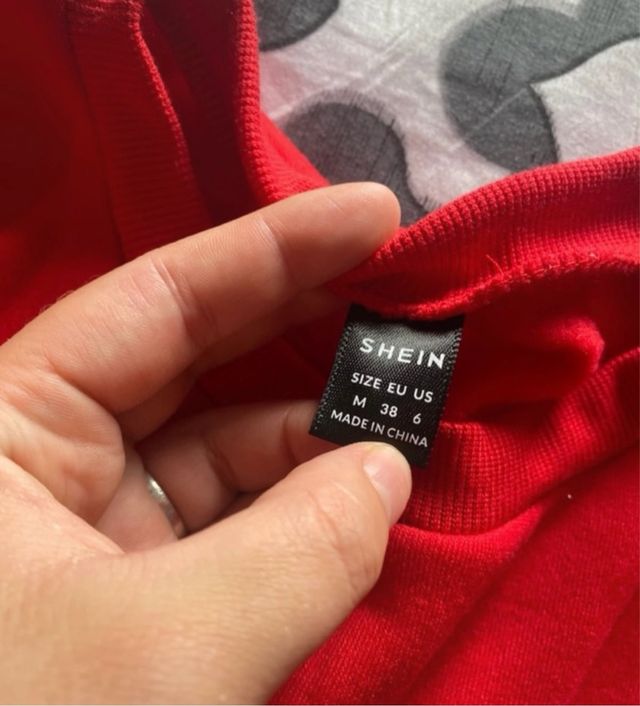 SHEIN
SIZE EU US
M 38 6
MADE IN CHINA